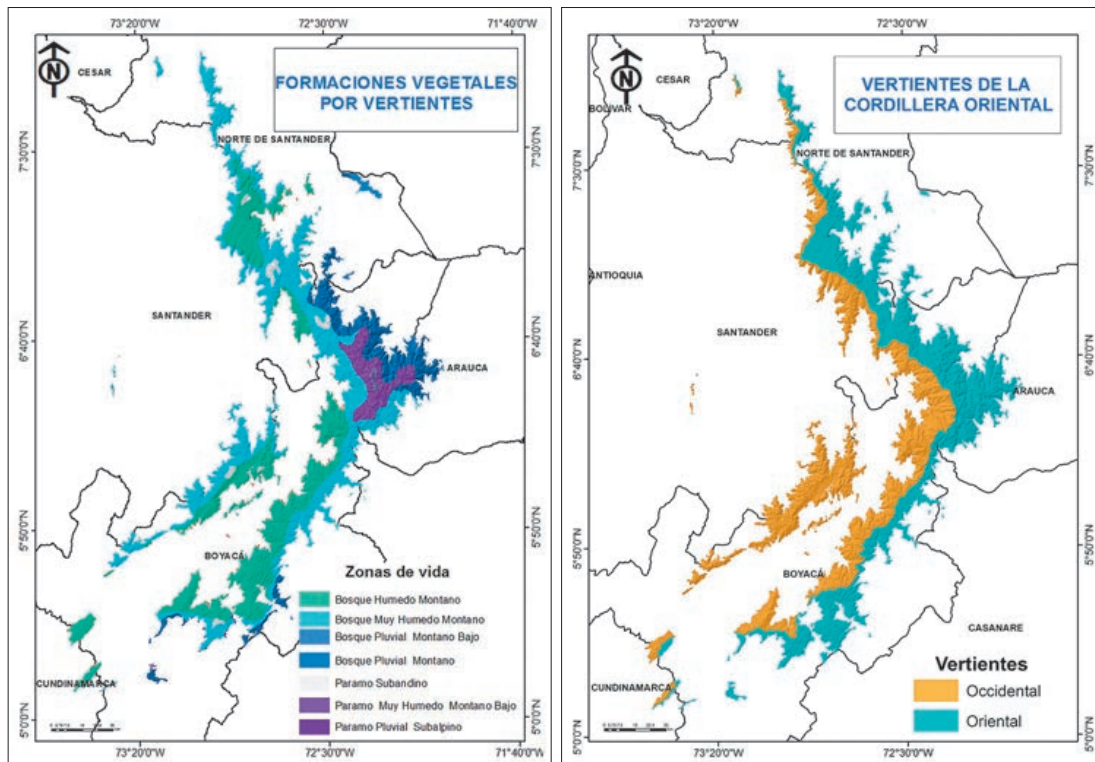 73°20'0"W
72°30'0"W
71°40'0"W
N
CESAR
FORMACIONES VEGETALES
POR VERTIENTES
NORTE DE SANTANDER
7°30'0"N
7°30'0"N
SANTANDER
6°40'0"N
6°40'0"N
ARAUCA
5°50'0"N
5°50'0"N
BOYACÁ
Zonas de vida
Bosque Humedo Montano
Bosque Muy Humedo Montano
Bosque Pluvial Montano Bajo
Bosque Pluvial Montano
Paramo Subandino
Paramo Muy Humedo Montano Bajo
Paramo Pluvial Subalpino
CUNDINAMARCA
5°0'0"N
5°0'0"N
73°20'0"W
72°30'0"W
71°40'0"W
73°20'0"W
72°30'0"W
N
CESAR
BOLIVAR
VERTIENTES DE LA
CORDILLERA ORIENTAL
NORTE DE SANTANDER
7°30'0"N
7°30'0"N
ANTIOQUIA
SANTANDER
6°40'0"N
6°40'0"N
ARAUCA
5°50'0"N
5°50'0"N
BOYACÁ
CASANARE
Vertientes
Occidental
Oriental
CUNDINAMARCA
5°0'0"N
5°0'0"N
73°20'0"W
72°30'0"W